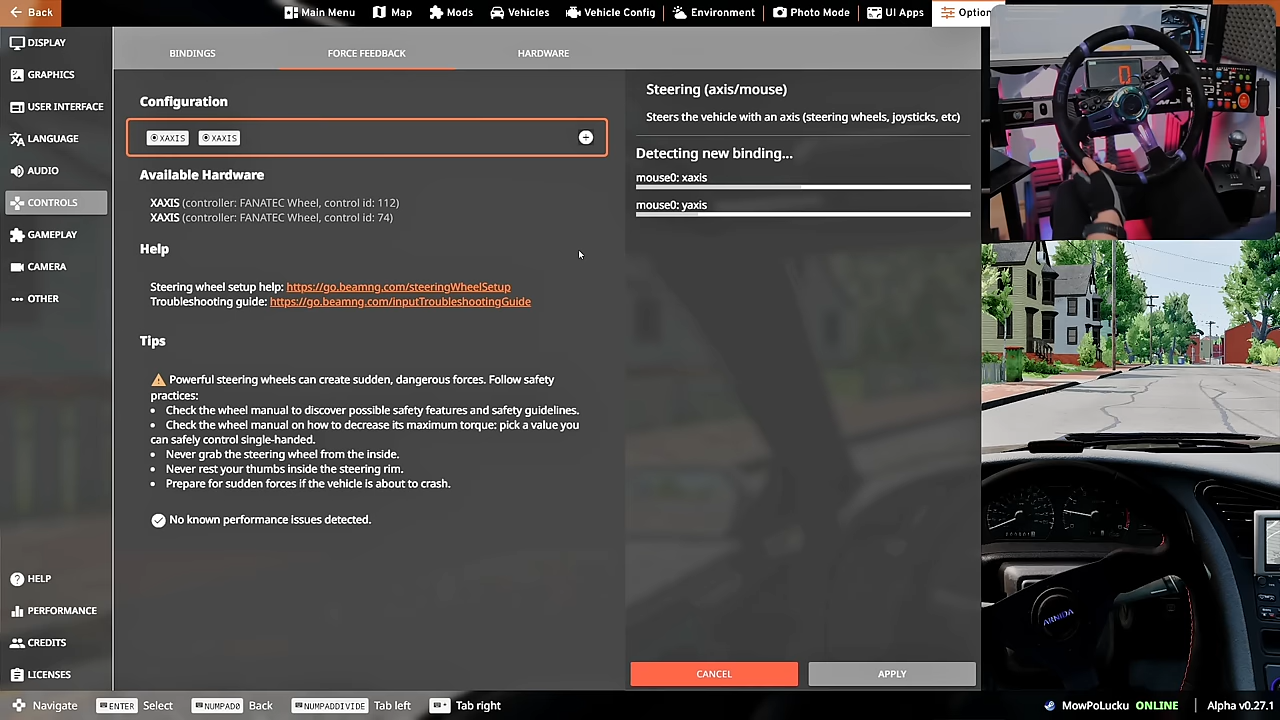 Back
Main Menu
Map
Mods
Vehicles
Vehicle Config
Environment
Photo Mode
UI Apps
Option
DISPLAY
GRAPHICS
USER INTERFACE
LANGUAGE
AUDIO
CONTROLS
GAMEPLAY
CAMERA
OTHER
HELP
PERFORMANCE
CREDITS
LICENSES
BINDINGS
FORCE FEEDBACK
HARDWARE
Configuration
XAXIS XAXIS
Available Hardware
XAXIS (controller: FANATEC Wheel, control id: 112)
XAXIS (controller: FANATEC Wheel, control id: 74)
Help
Steering wheel setup help: https://go.beamng.com/steeringWheelSetup
Troubleshooting guide: https://go.beamng.com/inputTroubleshootingGuide
Tips
Powerful steering wheels can create sudden, dangerous forces. Follow safety
practices:
• Check the wheel manual to discover possible safety features and safety guidelines.
• Check the wheel manual on how to decrease its maximum torque: pick a value you
can safely control single-handed.
• Never grab the steering wheel from the inside.
• Never rest your thumbs inside the steering rim.
• Prepare for sudden forces if the vehicle is about to crash.
No known performance issues detected.
Steering (axis/mouse)
Steers the vehicle with an axis (steering wheels, joysticks, etc)
Detecting new binding...
mouse0: xaxis
mouse0: yaxis
CANCEL
APPLY
0
ARNIDA
Navigate
ENTER Select
NUMPAD0 Back
NUMPADDIVIDE Tab left
Tab right
MowPoLucku ONLINE
Alpha v0.27.1